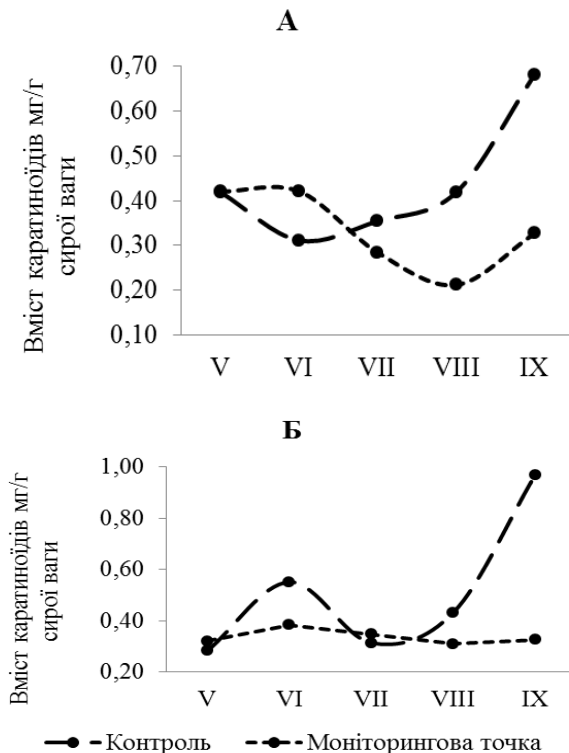 А
Вміст каратиноїдів мг/г
сирої ваги
0,70
0,60
0,50
0,40
0,30
0,20
0,10
V VI VII VIII IX
Б
Вміст каратиноїдів мг/г
сирої ваги
1,00
0,80
0,60
0,40
0,20
V VI VII VIII IX
Контроль Моніторингова точка